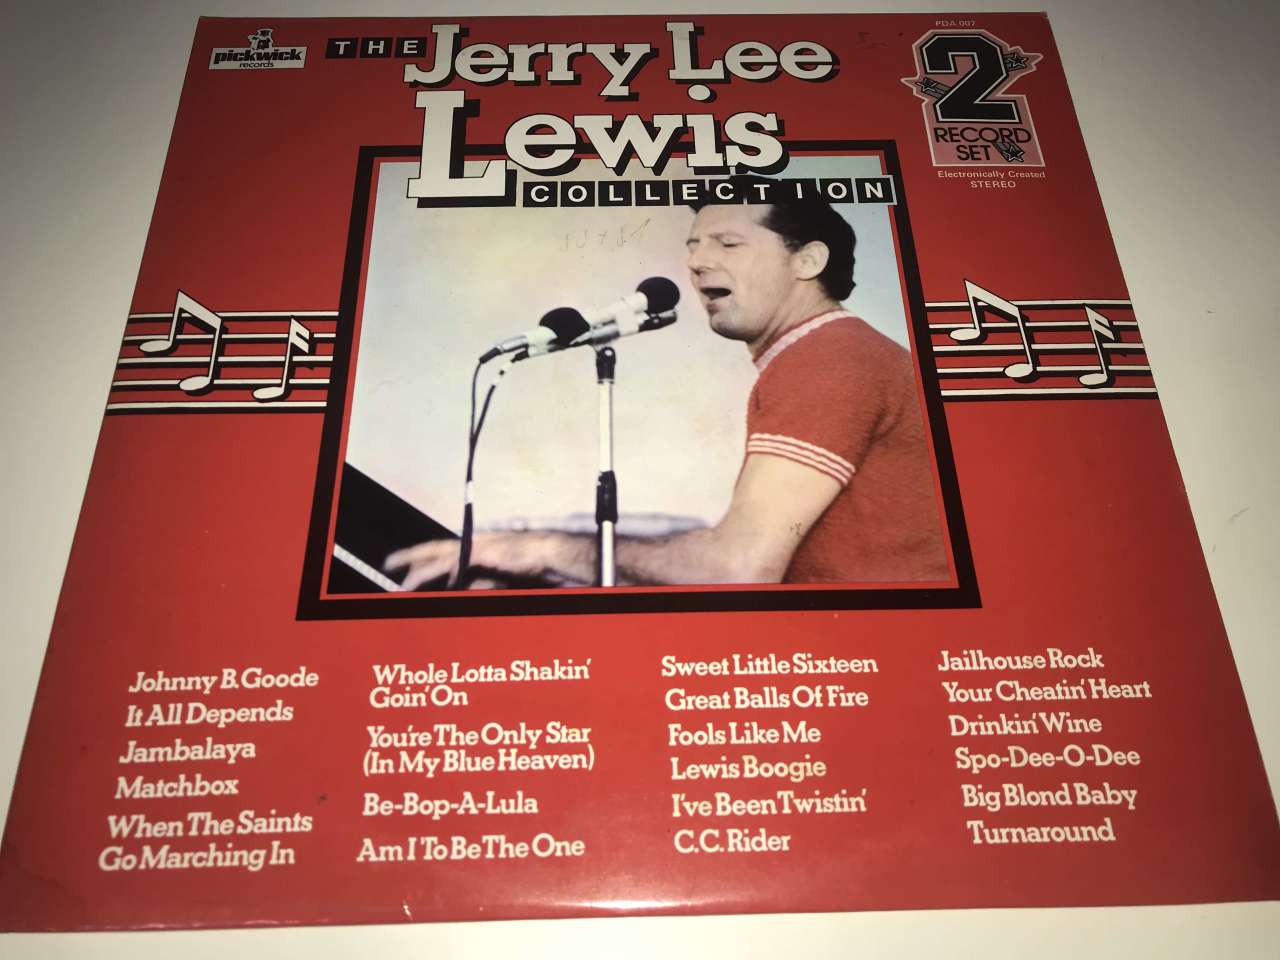 pickwick
records
THE Jerry Lee
Lewis
COLLECTION
PDA 007
2
RECORD
SET
Electronically Created
STEREO
Johnny B. Goode
It All Depends
Jambalaya
Matchbox
When The Saints
Go Marching In
Whole Lotta Shakin'
Goin' On
You're The Only Star
(In My Blue Heaven)
Be-Bop-A-Lula
Am I To Be The One
Sweet Little Sixteen
Great Balls Of Fire
Fools Like Me
Lewis Boogie
I've Been Twistin'
C.C. Rider
Jailhouse Rock
Your Cheatin' Heart
Drinkin' Wine
Spo-Dee-O-Dee
Big Blond Baby
Turnaround